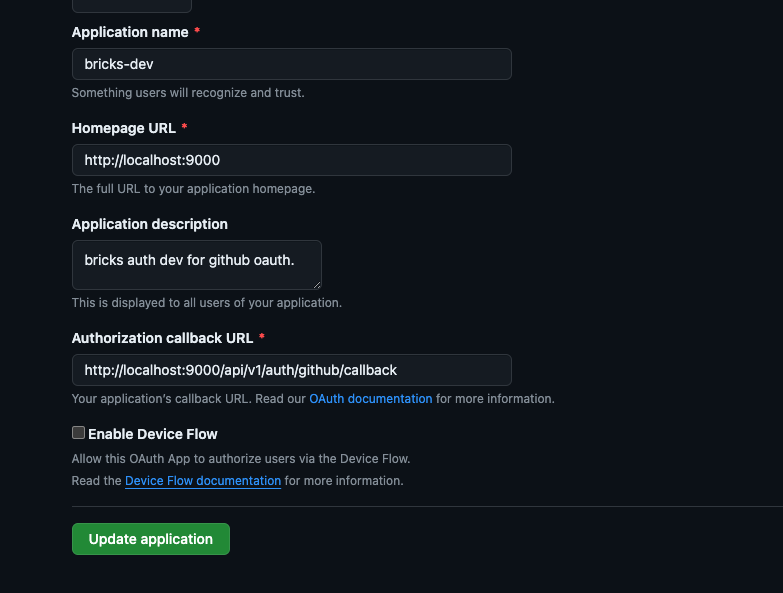 Application name *
bricks-dev
Something users will recognize and trust.
Homepage URL *
http://localhost:9000
The full URL to your application homepage.
Application description
bricks auth dev for github oauth.
This is displayed to all users of your application.
Authorization callback URL *
http://localhost:9000/api/v1/auth/github/callback
Your application's callback URL. Read our OAuth documentation for more information.
Enable Device Flow
Allow this OAuth App to authorize users via the Device Flow.
Read the Device Flow documentation for more information.
Update application